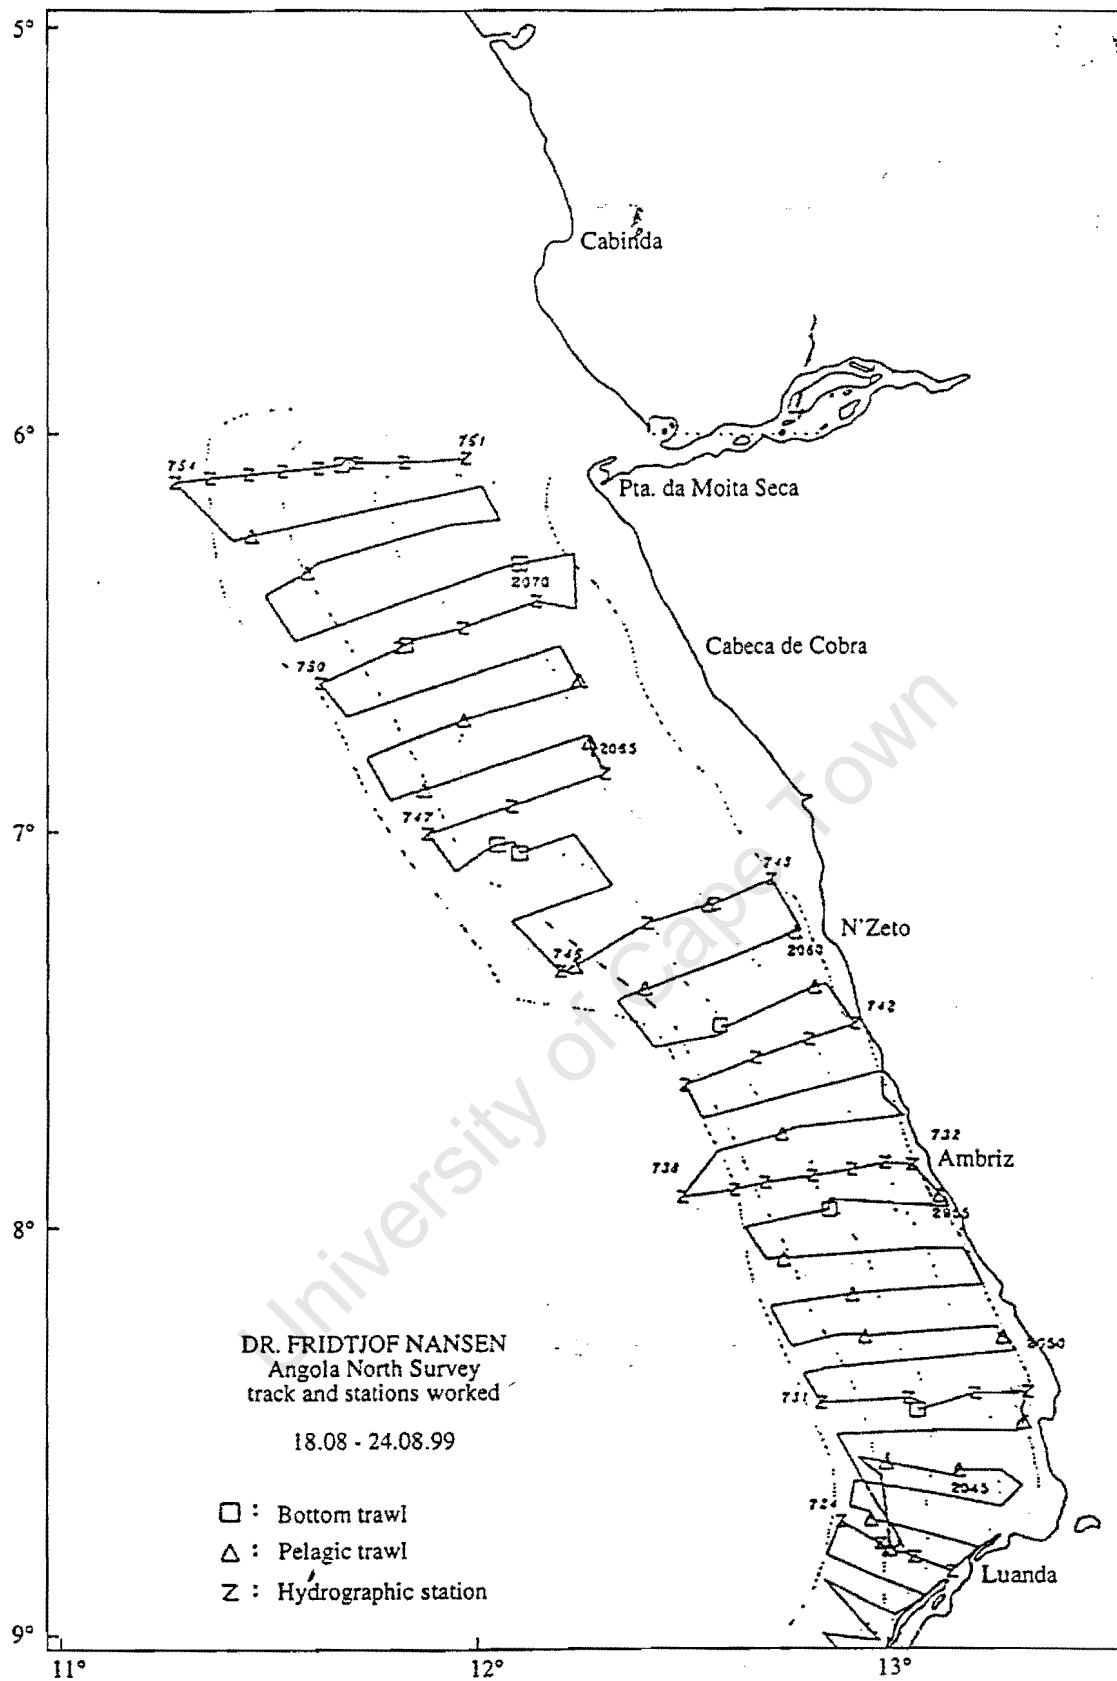 5°
Cabinda
6°
751
754
Pta. da Moita Seca
2070
Cabeca de Cobra
750
2065
7°
747
743
N'Zeto
2060
745
742
732
Ambriz
738
2055
8°
DR. FRIDTJOF NANSEN
Angola North Survey
track and stations worked
18.08 - 24.08.99
2050
731
2045
724
□ : Bottom trawl
△ : Pelagic trawl
Z : Hydrographic station
Luanda
9°
11°
12°
13°
University of Cape Town